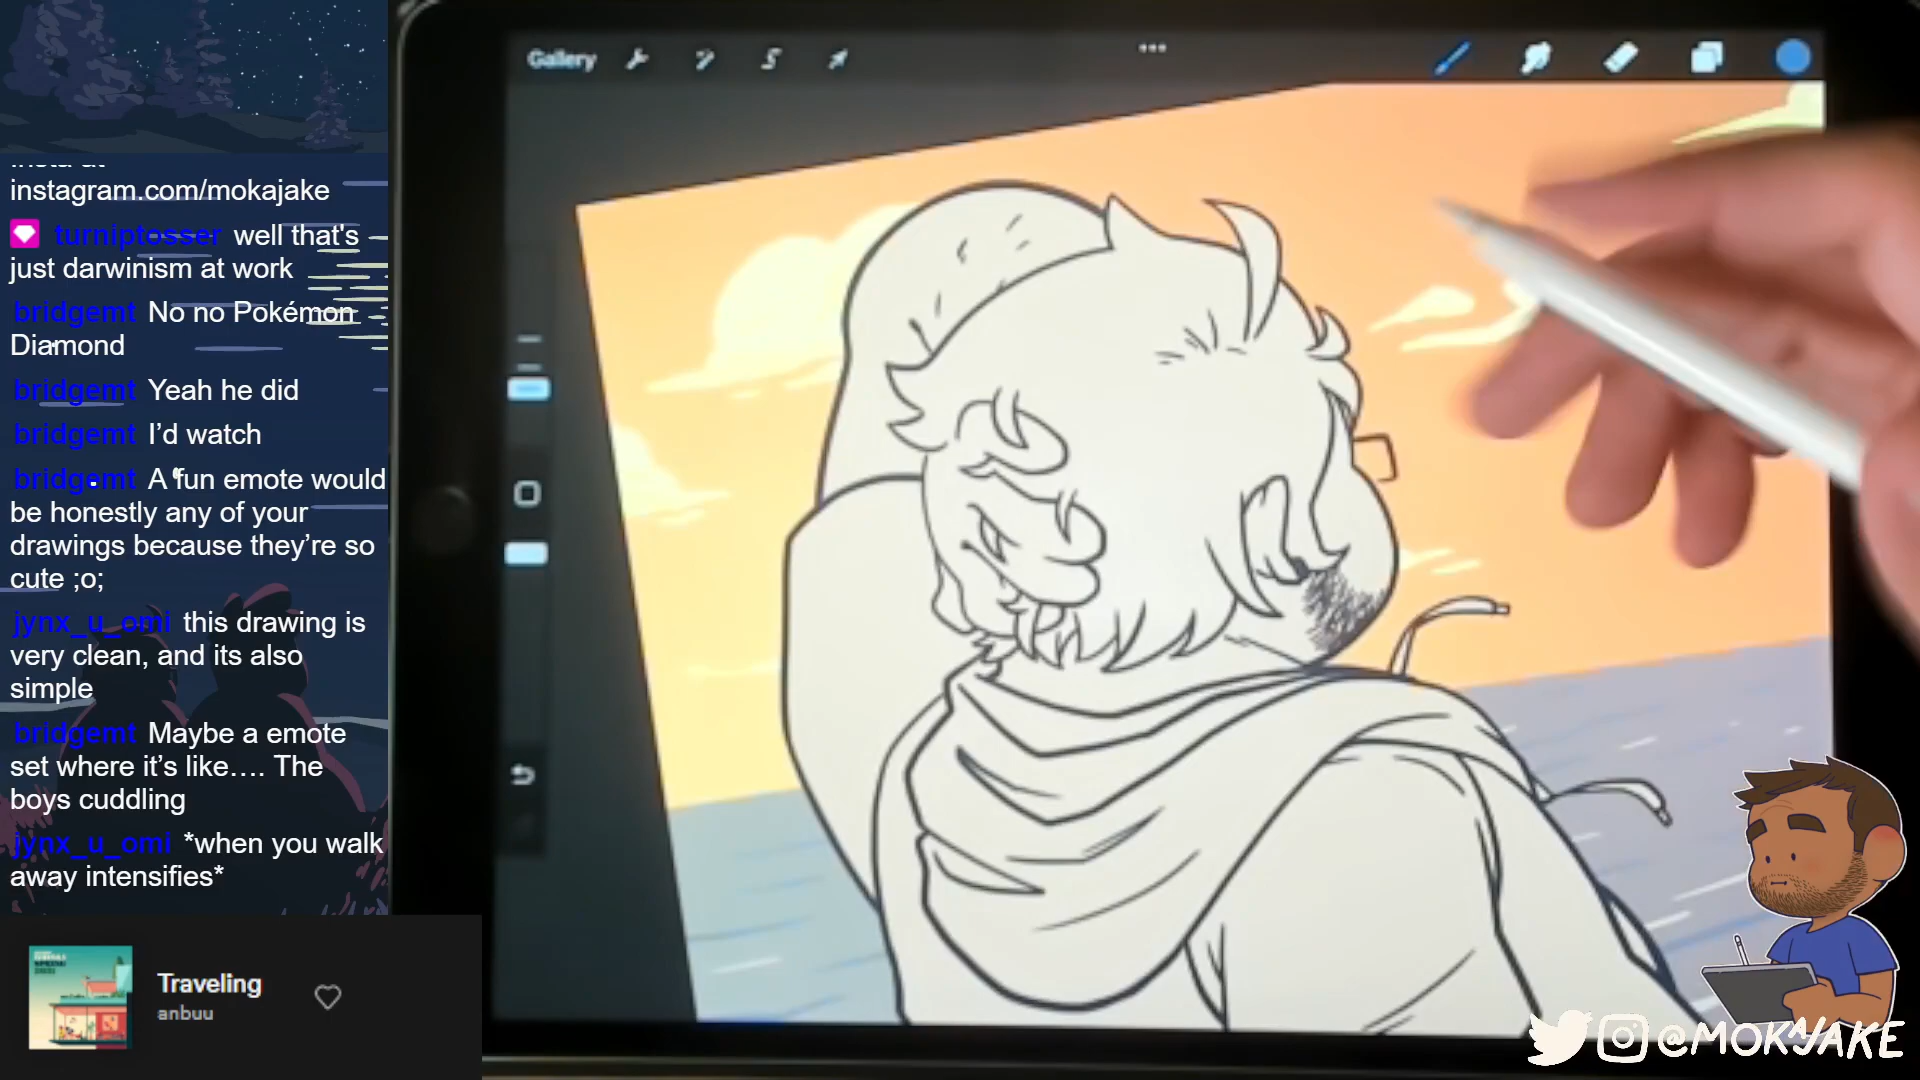 Gallery
instagram.com/mokajake
turniptosser well that's
just darwinism at work
bridgemt No no Pokémon
Diamond
bridgemt Yeah he did
bridgemt I'd watch
bridgemt A fun emote would
be honestly any of your
drawings because they're so
cute ;o;
jynx_u_omi this drawing is
very clean, and its also
simple
bridgemt Maybe a emote
set where it's like.... The
boys cuddling
jynx_u_omi *when you walk
away intensifies*
Traveling
anbuu
@MOKAJAKE